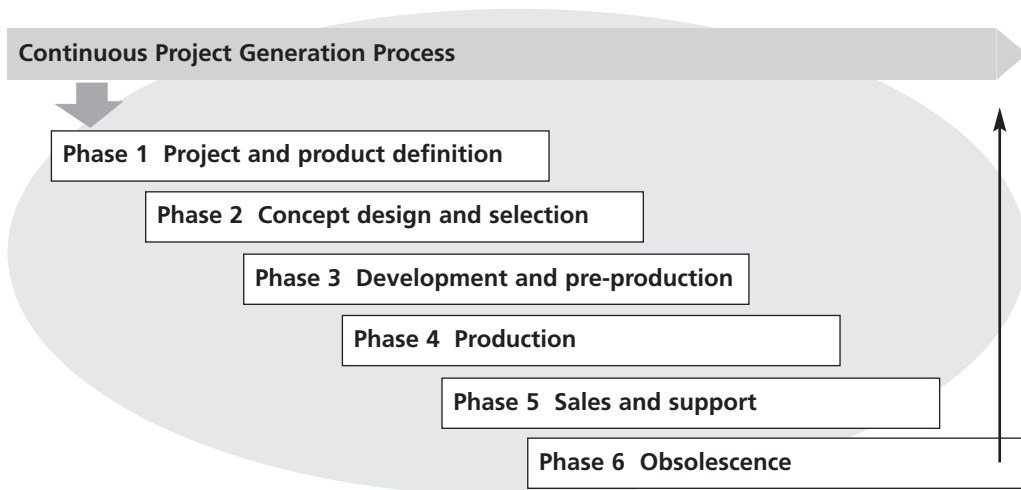 Continuous Project Generation Process
Phase 1 Project and product definition
Phase 2 Concept design and selection
Phase 3 Development and pre-production
Phase 4 Production
Phase 5 Sales and support
Phase 6 Obsolescence